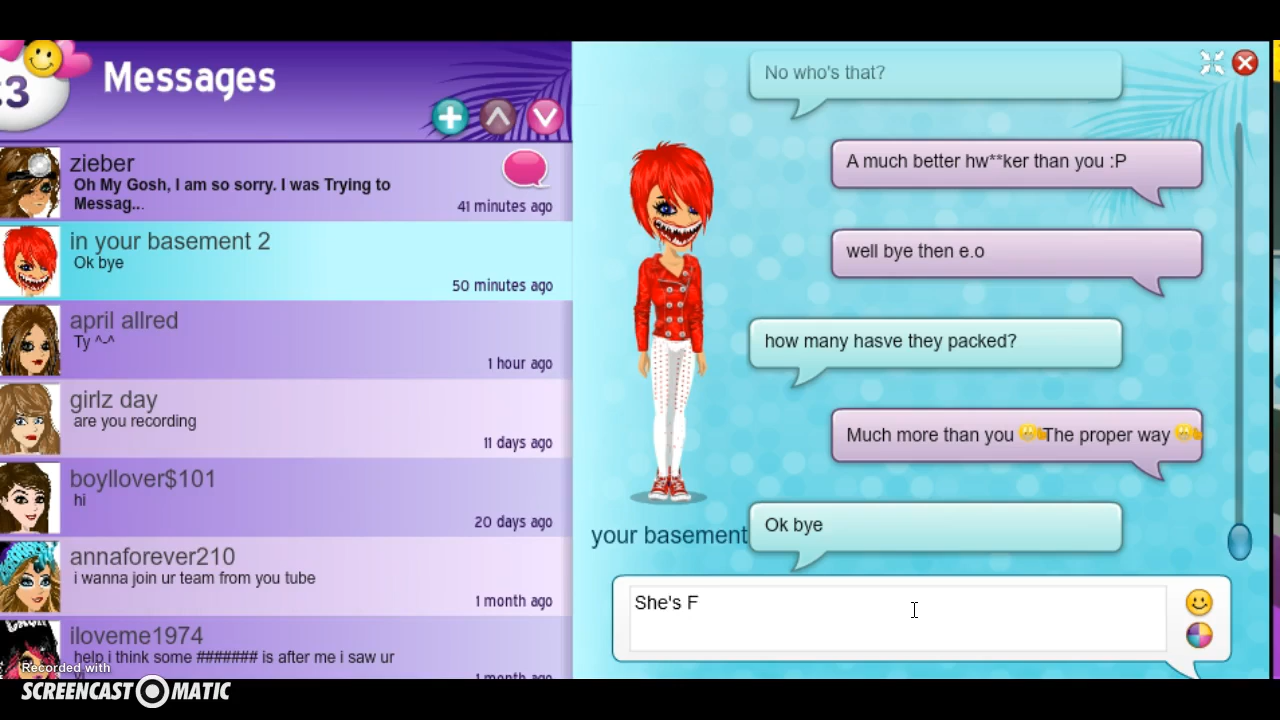 :3
Messages
zieber
Oh My Gosh, I am so sorry. I was Trying to
Messag...
41 minutes ago
in your basement 2
Ok bye
50 minutes ago
april allred
Ty ^-^
1 hour ago
girlz day
are you recording
11 days ago
boyllover$101
hi
20 days ago
annaforever210
i wanna join ur team from you tube
1 month ago
iloveme1974
help i think some ####### is after me i saw ur
1 month ago
No who's that?
A much better hw**ker than you :P
well bye then e.o
how many hasve they packed?
Much more than you The proper way
Ok bye
your basement
She's F
Recorded with
SCREENCAST MATIC